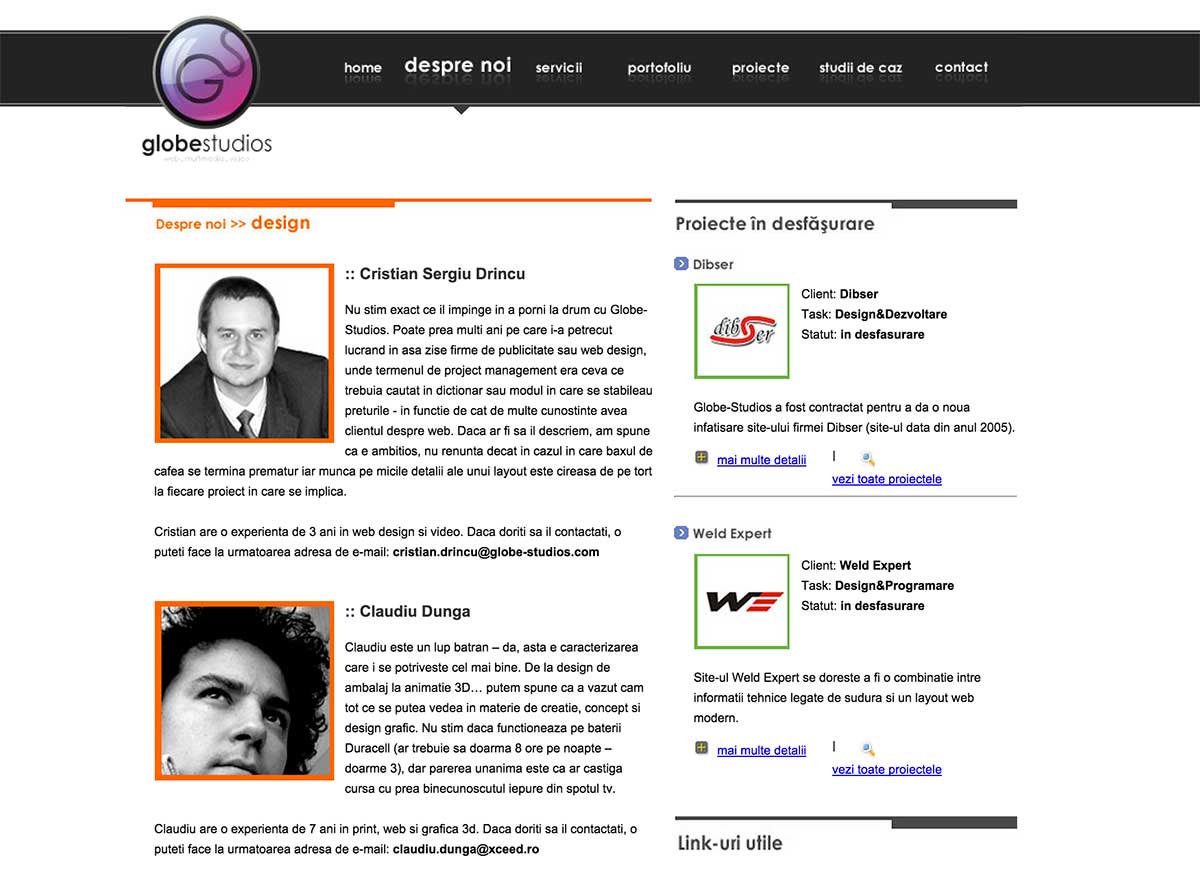 home
despre noi
servicii
portofoliu
proiecte
studii de caz
contact
GS
globestudios
web_multimedia_video
Despre noi >> design
:: Cristian Sergiu Drincu
Nu stim exact ce il impinge in a porni la drum cu Globe-
Studios. Poate prea multi ani pe care i-a petrecut
lucrand in asa zise firme de publicitate sau web design,
unde termenul de project management era ceva ce
trebuia cautat in dictionar sau modul in care se stabileau
preturile - in functie de cat de multe cunostinte avea
clientul despre web. Daca ar fi sa il descriem, am spune
ca e ambitios, nu renunta decat in cazul in care baxul de
cafea se termina prematur iar munca pe micile detalii ale unui layout este cireasa de pe tort
la fiecare proiect in care se implica.
Cristian are o experienta de 3 ani in web design si video. Daca doriti sa il contactati, o
puteti face la urmatoarea adresa de e-mail: cristian.drincu@globe-studios.com
:: Claudiu Dunga
Claudiu este un lup batran – da, asta e caracterizarea
care i se potriveste cel mai bine. De la design de
ambalaj la animatie 3D… putem spune ca a vazut cam
tot ce se putea vedea in materie de creatie, concept si
design grafic. Nu stim daca functioneaza pe baterii
Duracell (ar trebuie sa doarma 8 ore pe noapte –
doarme 3), dar parerea unanima este ca ar castiga
cursa cu prea binecunoscutul iepure din spotul tv.
Claudiu are o experienta de 7 ani in print, web si grafica 3d. Daca doriti sa il contactati, o
puteti face la urmatoarea adresa de e-mail: claudiu.dunga@xceed.ro
Proiecte în desfăşurare
Dibser
dibSer
Client: Dibser
Task: Design&Dezvoltare
Statut: in desfasurare
Globe-Studios a fost contractat pentru a da o noua
infatisare site-ului firmei Dibser (site-ul data din anul 2005).
mai multe detalii |
vezi toate proiectele
Weld Expert
WE
Client: Weld Expert
Task: Design&Programare
Statut: in desfasurare
Site-ul Weld Expert se doreste a fi o combinatie intre
informatii tehnice legate de sudura si un layout web
modern.
mai multe detalii |
vezi toate proiectele
Link-uri utile